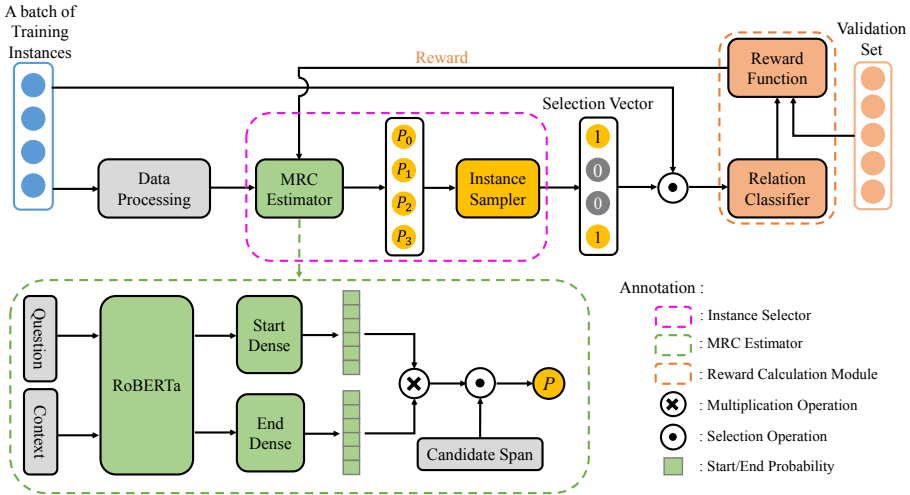 A batch of
Training
Instances
Validation
Set
Reward
Reward
Function
Selection Vector
P0
P1
P2
P3
1
0
0
1
Data
Processing
MRC
Estimator
Instance
Sampler
Relation
Classifier
Question
Context
RoBERTa
Start
Dense
End
Dense
P
Candidate Span
Annotation :
: Instance Selector
: MRC Estimator
: Reward Calculation Module
: Multiplication Operation
: Selection Operation
: Start/End Probability